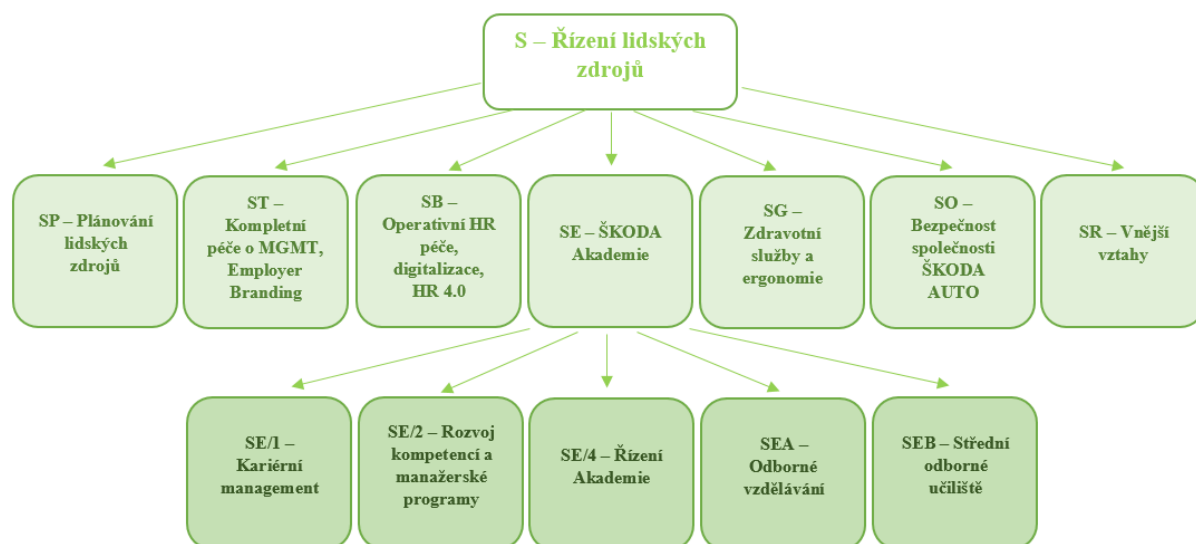 S – Řízení lidských
zdrojů
SP – Plánování
lidských
zdrojů
ST –
Kompletní
péče o MGMT,
Employer
Branding
SB –
Operativní HR
péče,
digitalizace,
HR 4.0
SE – ŠKODA
Akademie
SG –
Zdravotní
služby a
ergonomie
SO –
Bezpečnost
společnosti
ŠKODA
AUTO
SR – Vnější
vztahy
SE/1 –
Kariérní
management
SE/2 – Rozvoj
kompetencí a
manažerské
programy
SE/4 – Řízení
Akademie
SEA –
Odborné
vzdělávání
SEB – Střední
odborné
učiliště